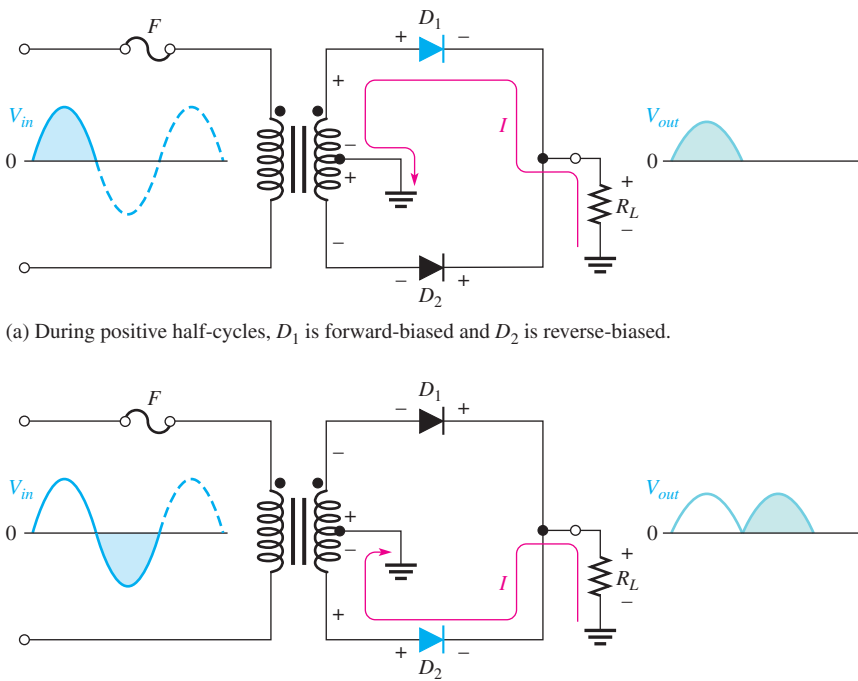 F
D1
+ −
+
Vin
I
Vout
0
−
+
0
+
RL
−
−
− +
D2
(a) During positive half-cycles, D1 is forward-biased and D2 is reverse-biased.
F
D1
− +
−
Vin
Vout
0
+
−
0
+
I
RL
−
+
+ −
D2